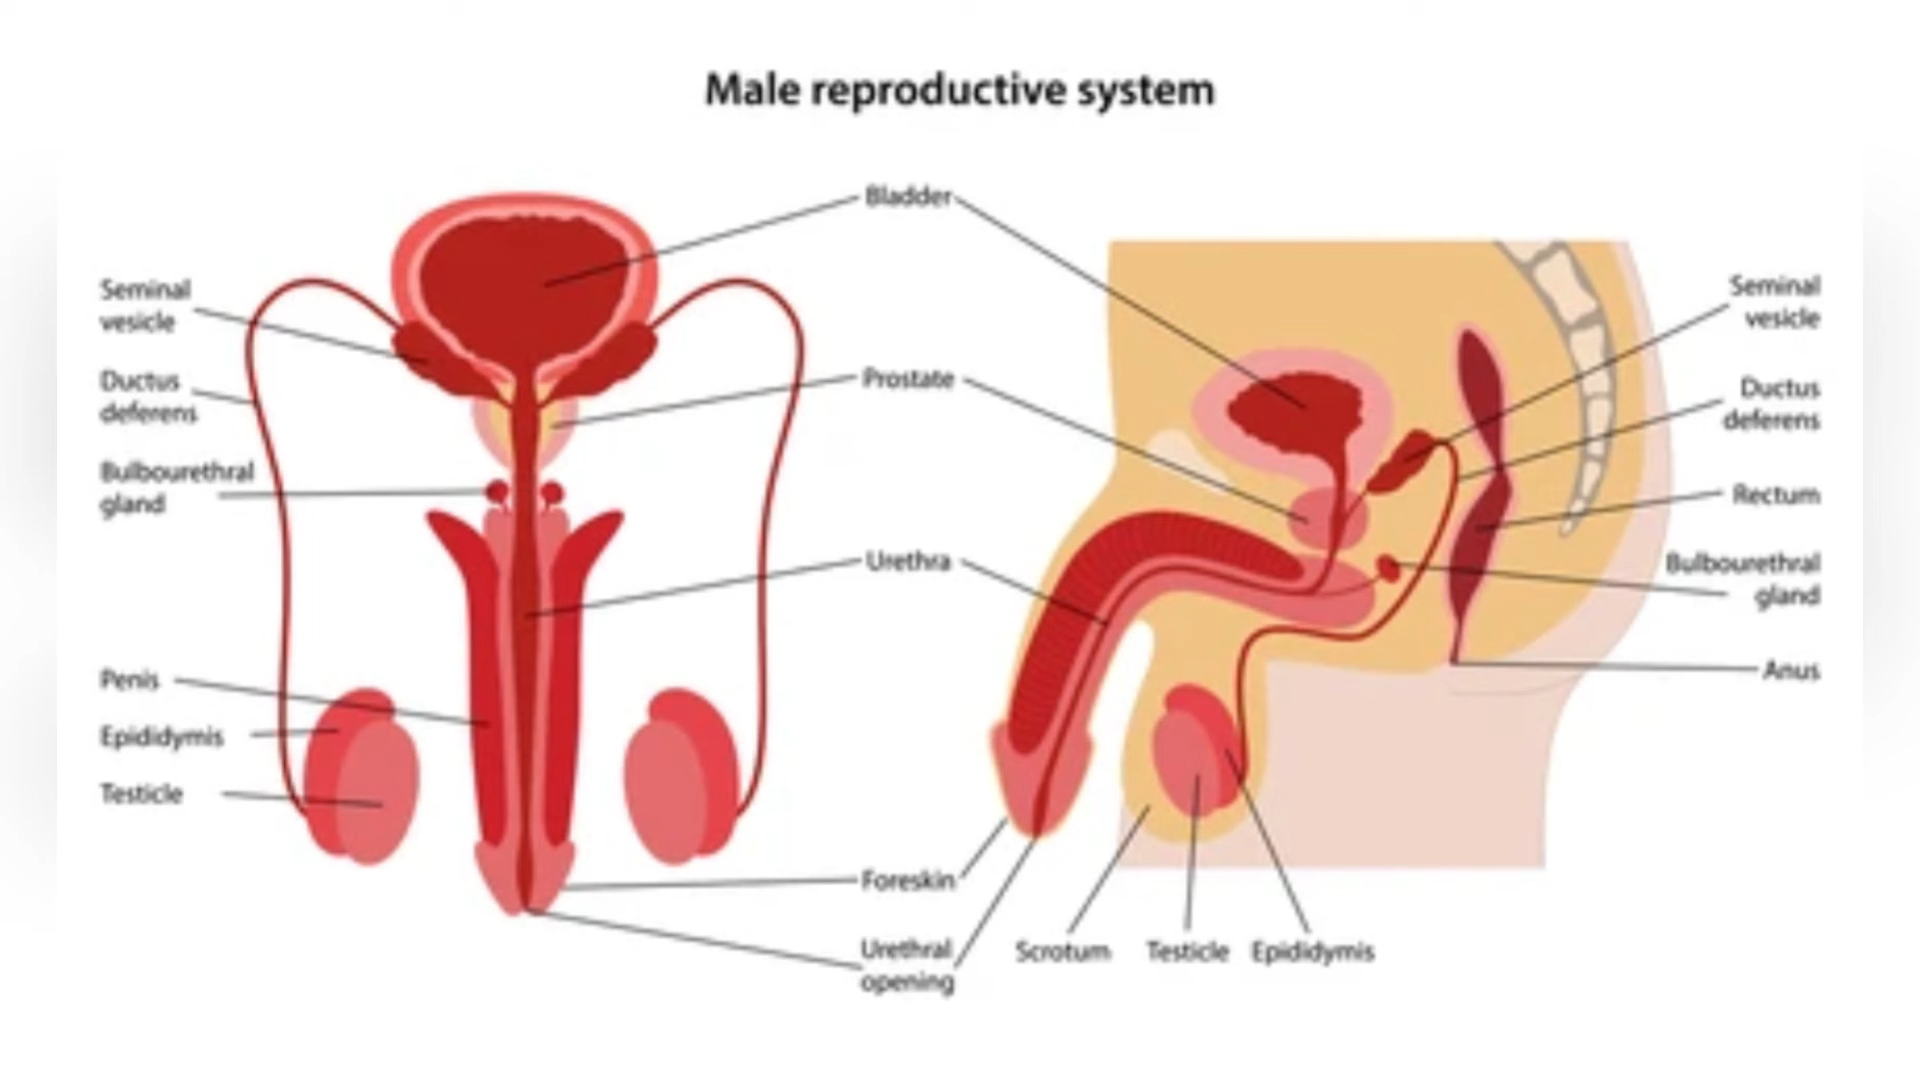 Male reproductive system
Bladder
Seminal
vesicle
Ductus
deferens
Bulbourethral
gland
Penis
Epididymis
Testicle
Prostate
Urethra
Foreskin
Urethral
opening
Seminal
vesicle
Ductus
deferens
Rectum
Bulbourethral
gland
Anus
Scrotum
Testicle
Epididymis